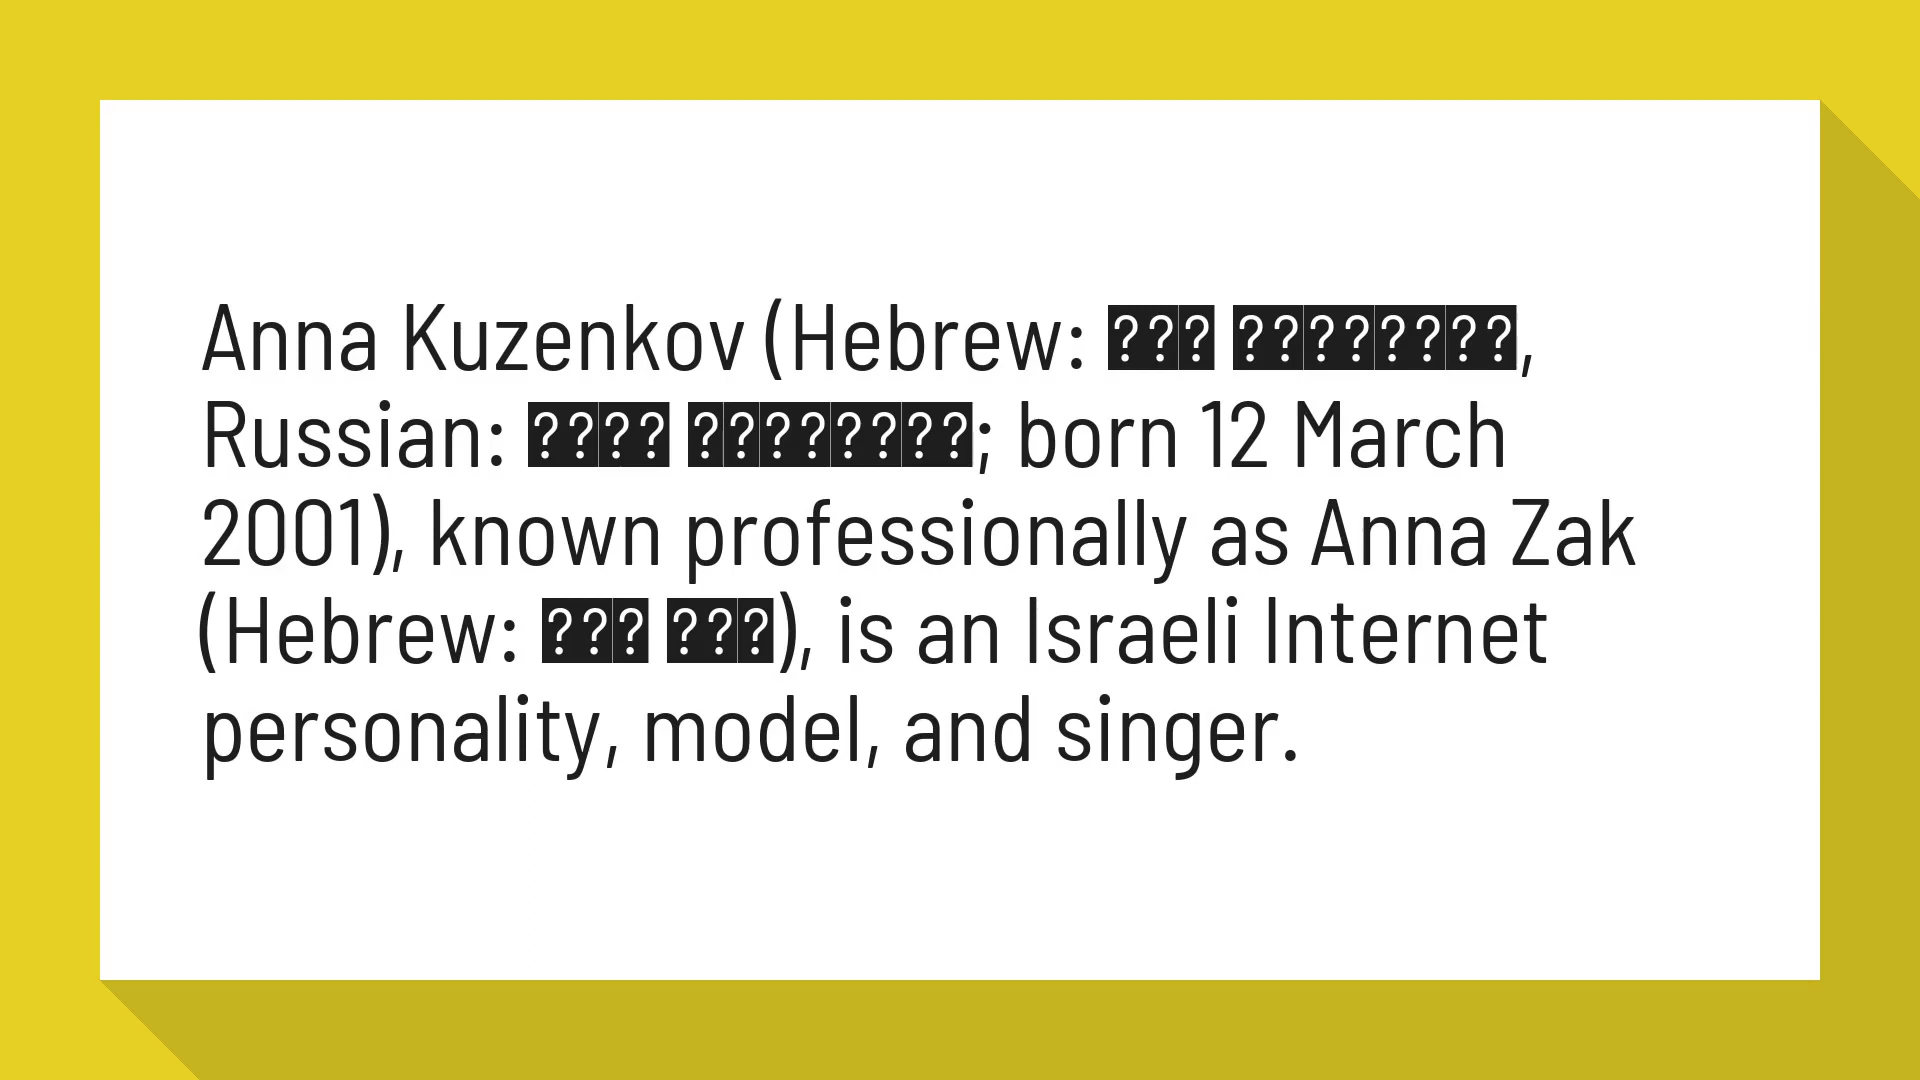 Anna Kuzenkov (Hebrew: ��� ��������,
Russian: ���� ��������; born 12 March
2001), known professionally as Anna Zak
(Hebrew: ��� ���), is an Israeli Internet
personality, model, and singer.